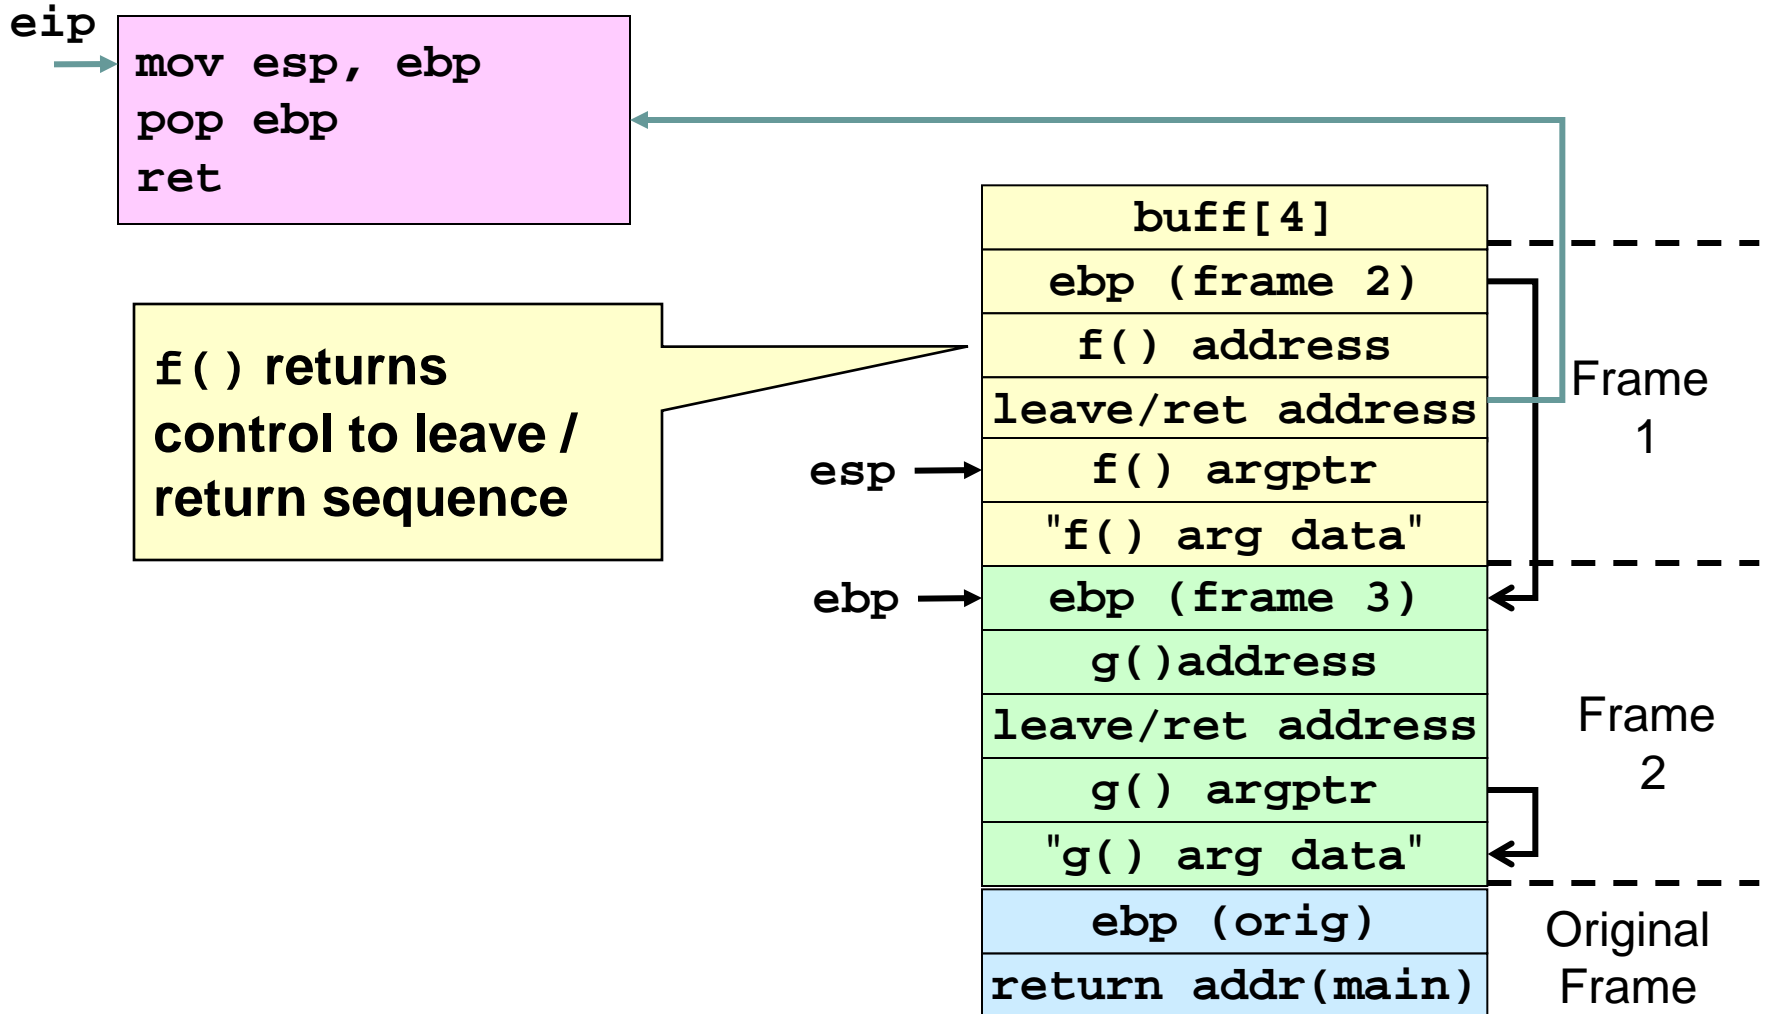 eip
mov esp, ebp
pop ebp
ret
f() returns
control to leave /
return sequence
esp
ebp
buff[4]
ebp (frame 2)
f() address
leave/ret address
f() argptr
"f() arg data"
ebp (frame 3)
g()address
leave/ret address
g() argptr
"g() arg data"
ebp (orig)
return addr(main)
Frame
1
Frame
2
Original
Frame